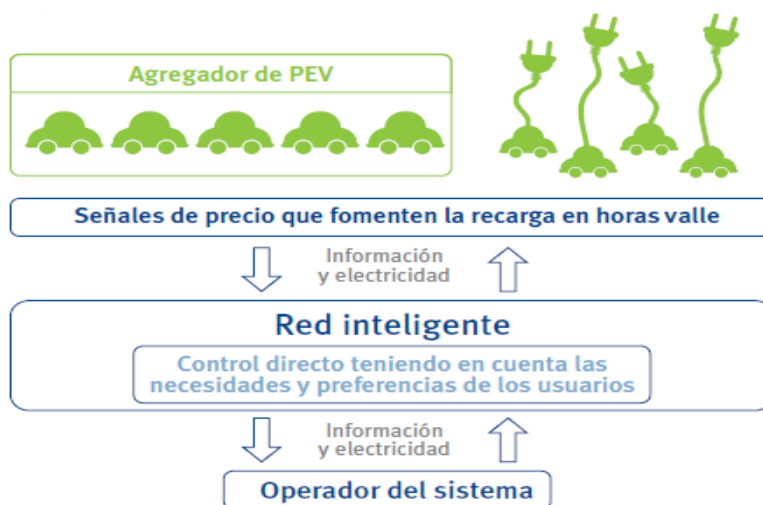 Agregador de PEV
Señales de precio que fomenten la recarga en horas valle
Información
y electricidad
Red inteligente
Control directo teniendo en cuenta las
necesidades y preferencias de los usuarios
Información
y electricidad
Operador del sistema